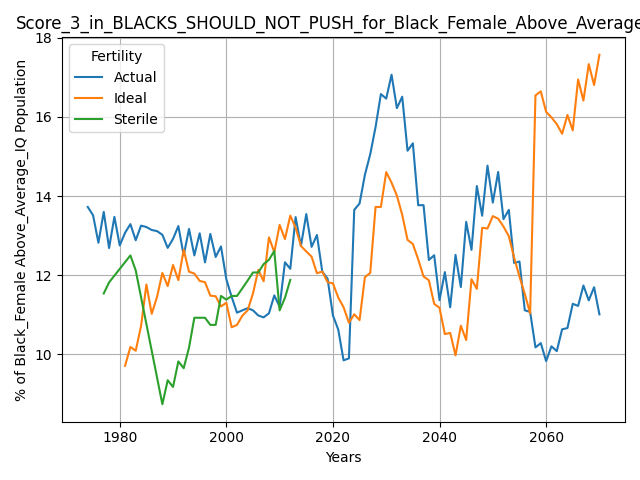 Score_3_in_BLACKS_SHOULD_NOT_PUSH_for_Black_Female_Above_Average
Fertility
Actual
Ideal
Sterile
% of Black_Female Above_Average_IQ Population
18
16
14
12
10
1980
2000
2020
2040
2060
Years